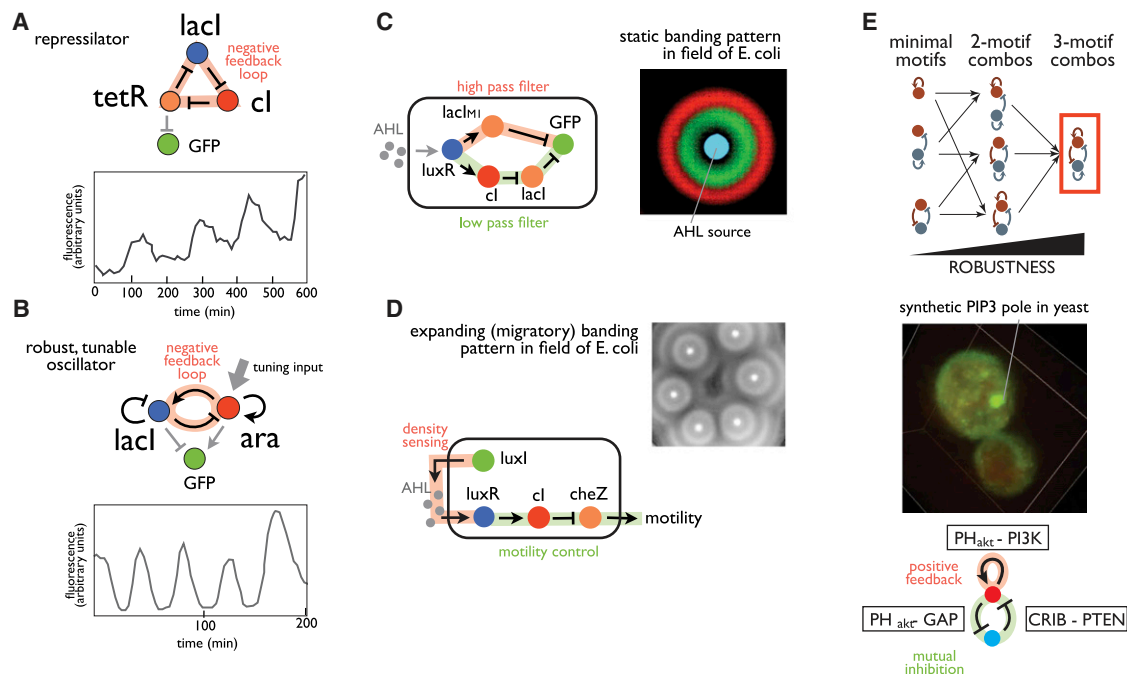 A
repressilator
lacI
negative
feedback
loop
tetR
cI
GFP
fluorescence
(arbitrary units)
0
100
200
300
400
500
600
time (min)
B
robust, tunable
oscillator
negative
feedback
loop
tuning input
lacI
ara
GFP
fluorescence
(arbitrary units)
100
200
time (min)
C
static banding pattern
in field of E. coli
high pass filter
AHL
lacIM1
GFP
luxR
cI
lacI
low pass filter
AHL source
D
expanding (migratory) banding
pattern in field of E. coli
density
sensing
luxI
AHL
luxR
cI
cheZ
motility
motility control
E
minimal
motifs
2-motif
combos
3-motif
combos
ROBUSTNESS
synthetic PIP3 pole in yeast
PHakt - PI3K
positive
feedback
PH akt- GAP
CRIB - PTEN
mutual
inhibition